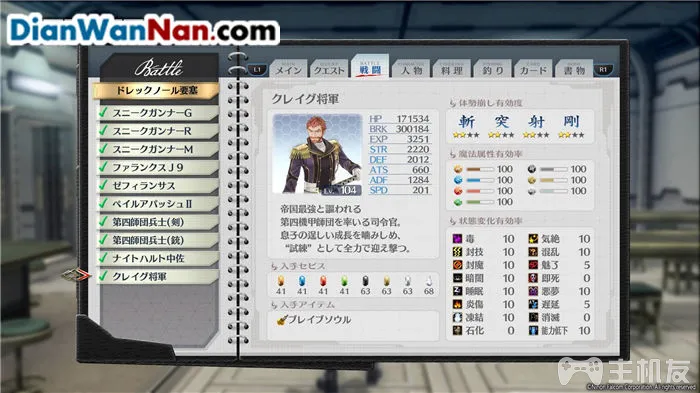 DianWanNan.com
Battle
L1
メイン
クエスト
BATTLE
戦闘
人物
料理
釣り
カード
書物
R1
ドレックノール要塞
スニークガンナーG
スニークガンナーR
スニークガンナーM
ファランクスJ9
ゼフィランサス
ペイルアパッシュⅡ
第四師団兵士(剣)
第四師団兵士(銃)
ナイトハルト中佐
クレイグ将軍
クレイグ将軍
Lv. 104
HP 171534
BRK 300184
EXP 3251
STR 2220
DEF 2012
ATS 660
ADF 1284
SPD 201
帝国最強と謳われる
第四機甲師団を率いる司令官。
息子の逞しい成長を噛みしめ、
“試練”として全力で迎え撃つ。
入手セピス
41 41 41 41 63 63 63 68
入手アイテム
ブレイブソウル
体勢崩し有効度
斬 突 射 剛
魔法属性有効率
100 100
100 100
100 100
100
状態変化有効率
毒 10 気絶 10
封技 10 混乱 10
封魔 10 魅了 5
暗闇 10 即死 0
睡眠 10 悪夢 10
炎傷 10 遅延 5
凍結 10 消滅 0
石化 0 能力低下 10
主机友
©Nihon Falcom Corporation. All rights reserved.